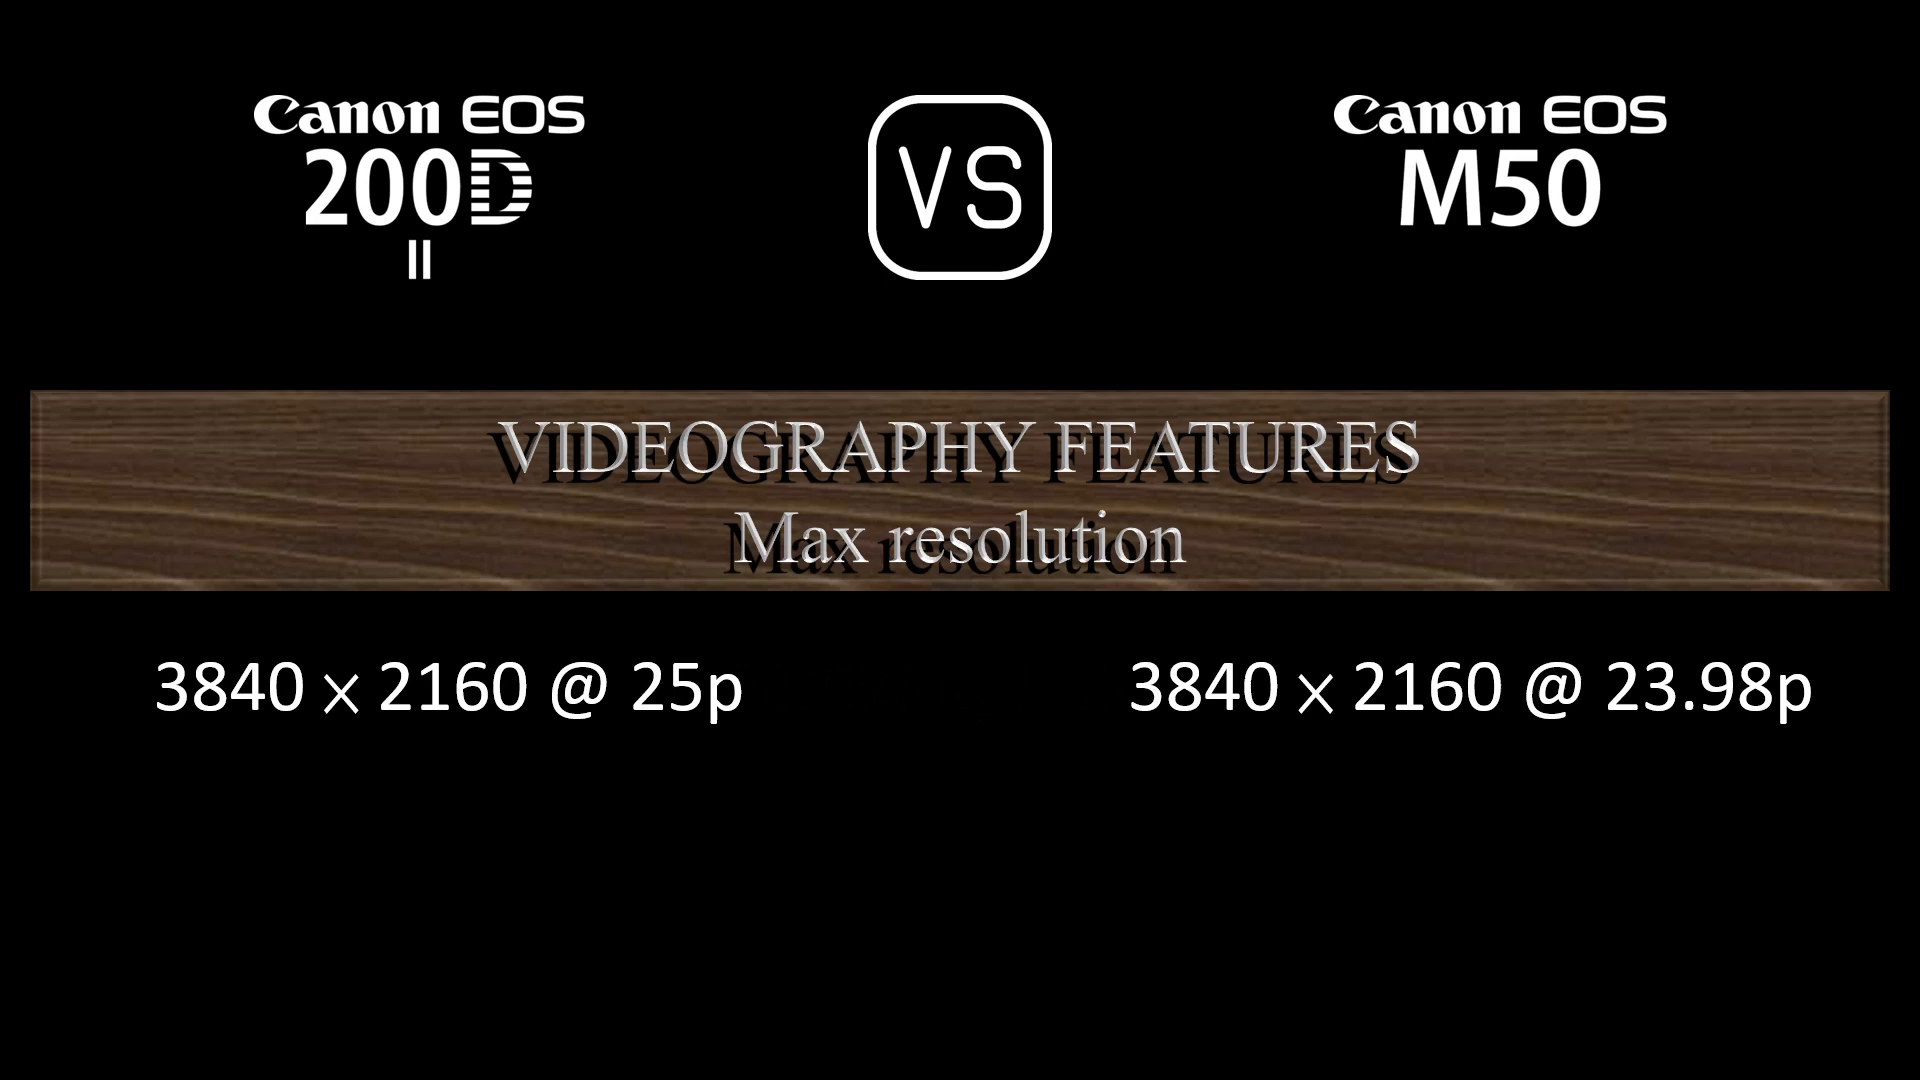 Canon EOS
200D
II
VS
Canon EOS
M50
VIDEOGRAPHY FEATURES
Max resolution
3840 x 2160 @ 25p
3840 x 2160 @ 23.98p